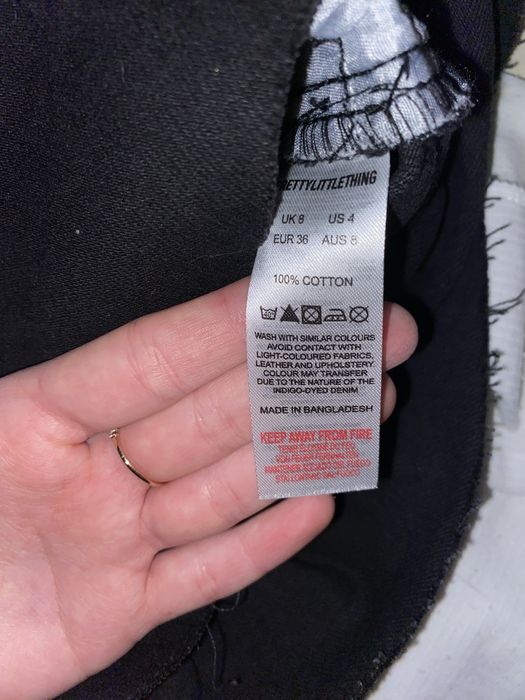 PRETTYLITTLETHING
UK 8 US 4
EUR 36 AUS 8
100% COTTON
WASH WITH SIMILAR COLOURS
AVOID CONTACT WITH
LIGHT-COLOURED FABRICS,
LEATHER AND UPHOLSTERY
COLOUR MAY TRANSFER
DUE TO THE NATURE OF THE
INDIGO-DYED DENIM
MADE IN BANGLADESH
KEEP AWAY FROM FIRE